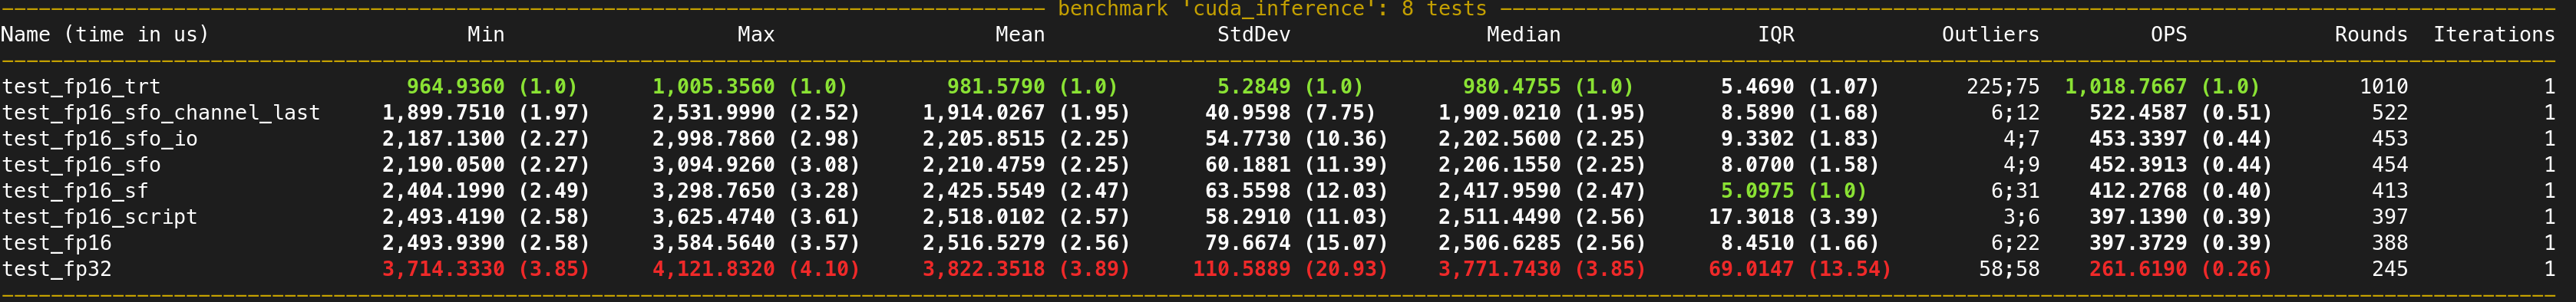 benchmark 'cuda_inference': 8 tests
Name (time in us) Min Max Mean StdDev Median IQR Outliers OPS Rounds Iterations
test_fp16_trt 964.9360 (1.0) 1,005.3560 (1.0) 981.5790 (1.0) 5.2849 (1.0) 980.4755 (1.0) 5.4690 (1.07) 225;75 1,018.7667 (1.0) 1010 1
test_fp16_sfo_channel_last 1,899.7510 (1.97) 2,531.9990 (2.52) 1,914.0267 (1.95) 40.9598 (7.75) 1,909.0210 (1.95) 8.5890 (1.68) 6;12 522.4587 (0.51) 522 1
test_fp16_sfo_io 2,187.1300 (2.27) 2,998.7860 (2.98) 2,205.8515 (2.25) 54.7730 (10.36) 2,202.5600 (2.25) 9.3302 (1.83) 4;7 453.3397 (0.44) 453 1
test_fp16_sfo 2,190.0500 (2.27) 3,094.9260 (3.08) 2,210.4759 (2.25) 60.1881 (11.39) 2,206.1550 (2.25) 8.0700 (1.58) 4;9 452.3913 (0.44) 454 1
test_fp16_sf 2,404.1990 (2.49) 3,298.7650 (3.28) 2,425.5549 (2.47) 63.5598 (12.03) 2,417.9590 (2.47) 5.0975 (1.0) 6;31 412.2768 (0.40) 413 1
test_fp16_script 2,493.4190 (2.58) 3,625.4740 (3.61) 2,518.0102 (2.57) 58.2910 (11.03) 2,511.4490 (2.56) 17.3018 (3.39) 3;6 397.1390 (0.39) 397 1
test_fp16 2,493.9390 (2.58) 3,584.5640 (3.57) 2,516.5279 (2.56) 79.6674 (15.07) 2,506.6285 (2.56) 8.4510 (1.66) 6;22 397.3729 (0.39) 388 1
test_fp32 3,714.3330 (3.85) 4,121.8320 (4.10) 3,822.3518 (3.89) 110.5889 (20.93) 3,771.7430 (3.85) 69.0147 (13.54) 58;58 261.6190 (0.26) 245 1